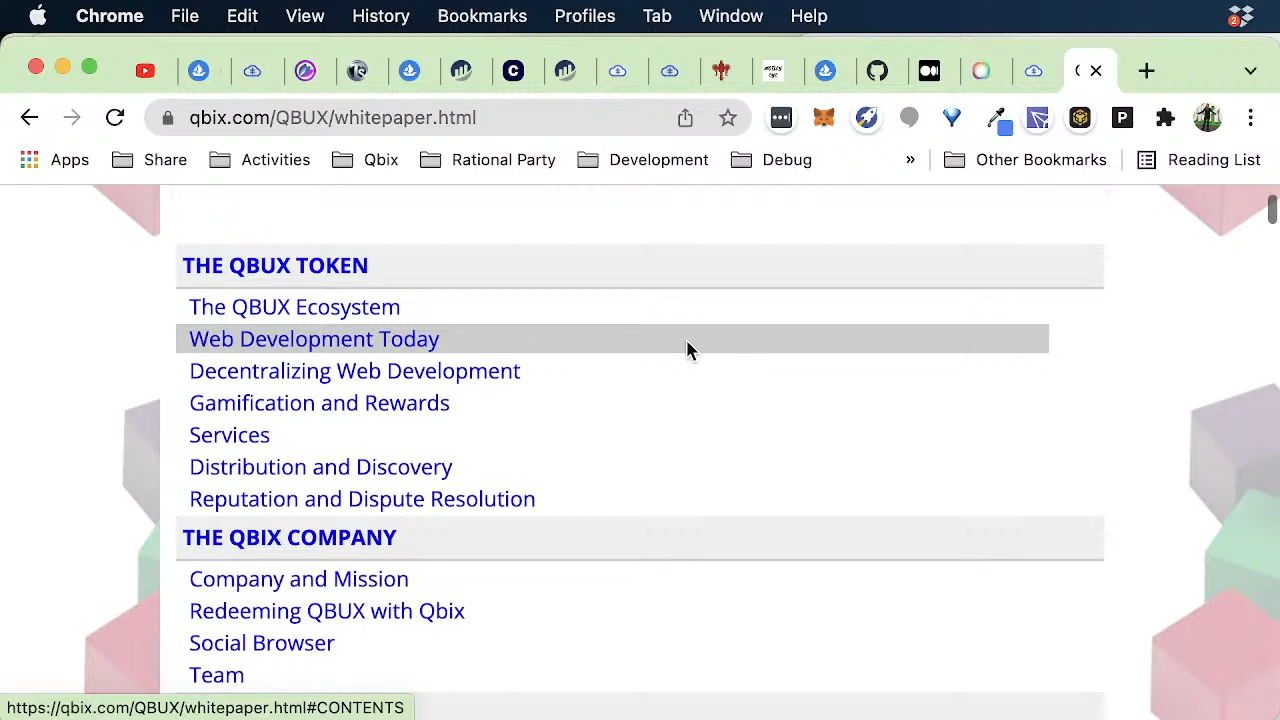 Chrome File Edit View History Bookmarks Profiles Tab Window Help
2
qbix.com/QBUX/whitepaper.html
Apps Share Activities Qbix Rational Party Development Debug » Other Bookmarks Reading List
THE QBUX TOKEN
The QBUX Ecosystem
Web Development Today
Decentralizing Web Development
Gamification and Rewards
Services
Distribution and Discovery
Reputation and Dispute Resolution
THE QBIX COMPANY
Company and Mission
Redeeming QBUX with Qbix
Social Browser
Team
https://qbix.com/QBUX/whitepaper.html#CONTENTS